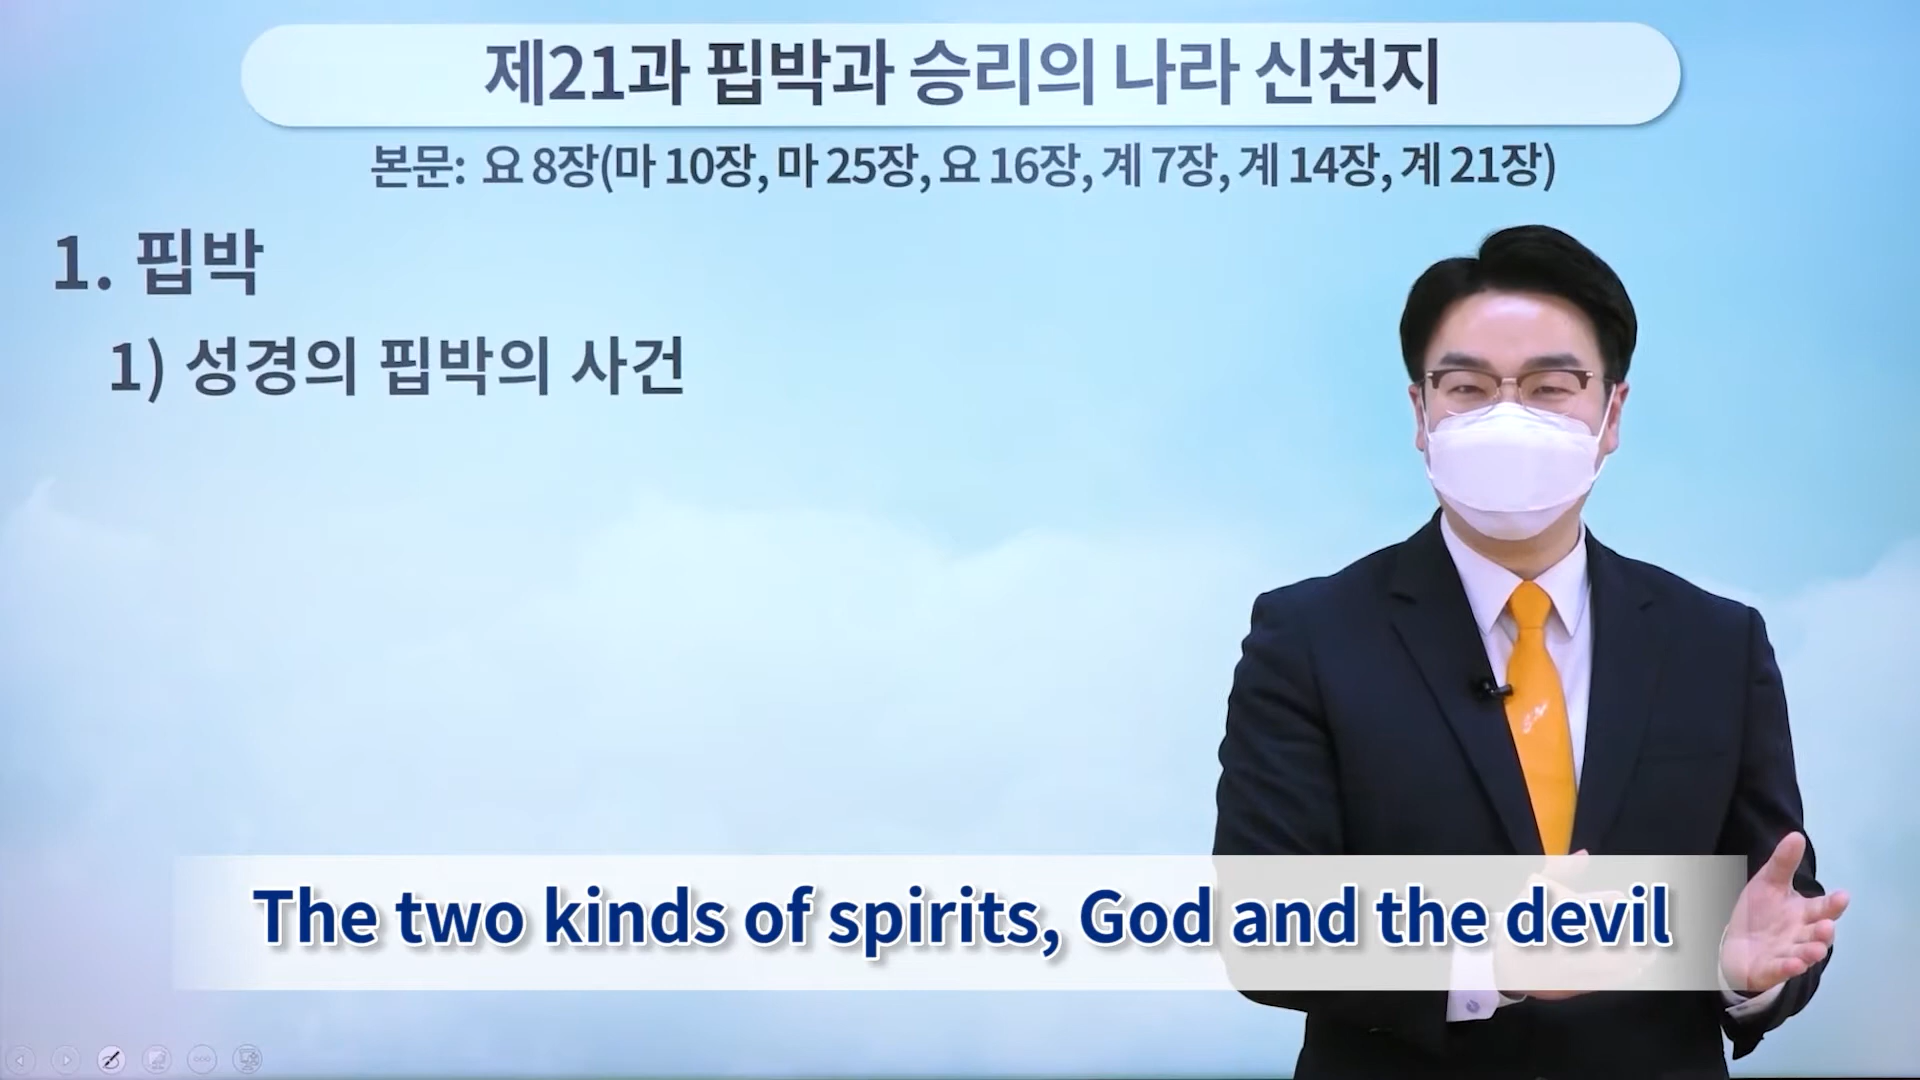 제21과 핍박과 승리의 나라 신천지
본문: 요 8장(마 10장, 마 25장, 요 16장, 계 7장, 계 14장, 계 21장)
1. 핍박
1) 성경의 핍박의 사건
The two kinds of spirits, God and the devil